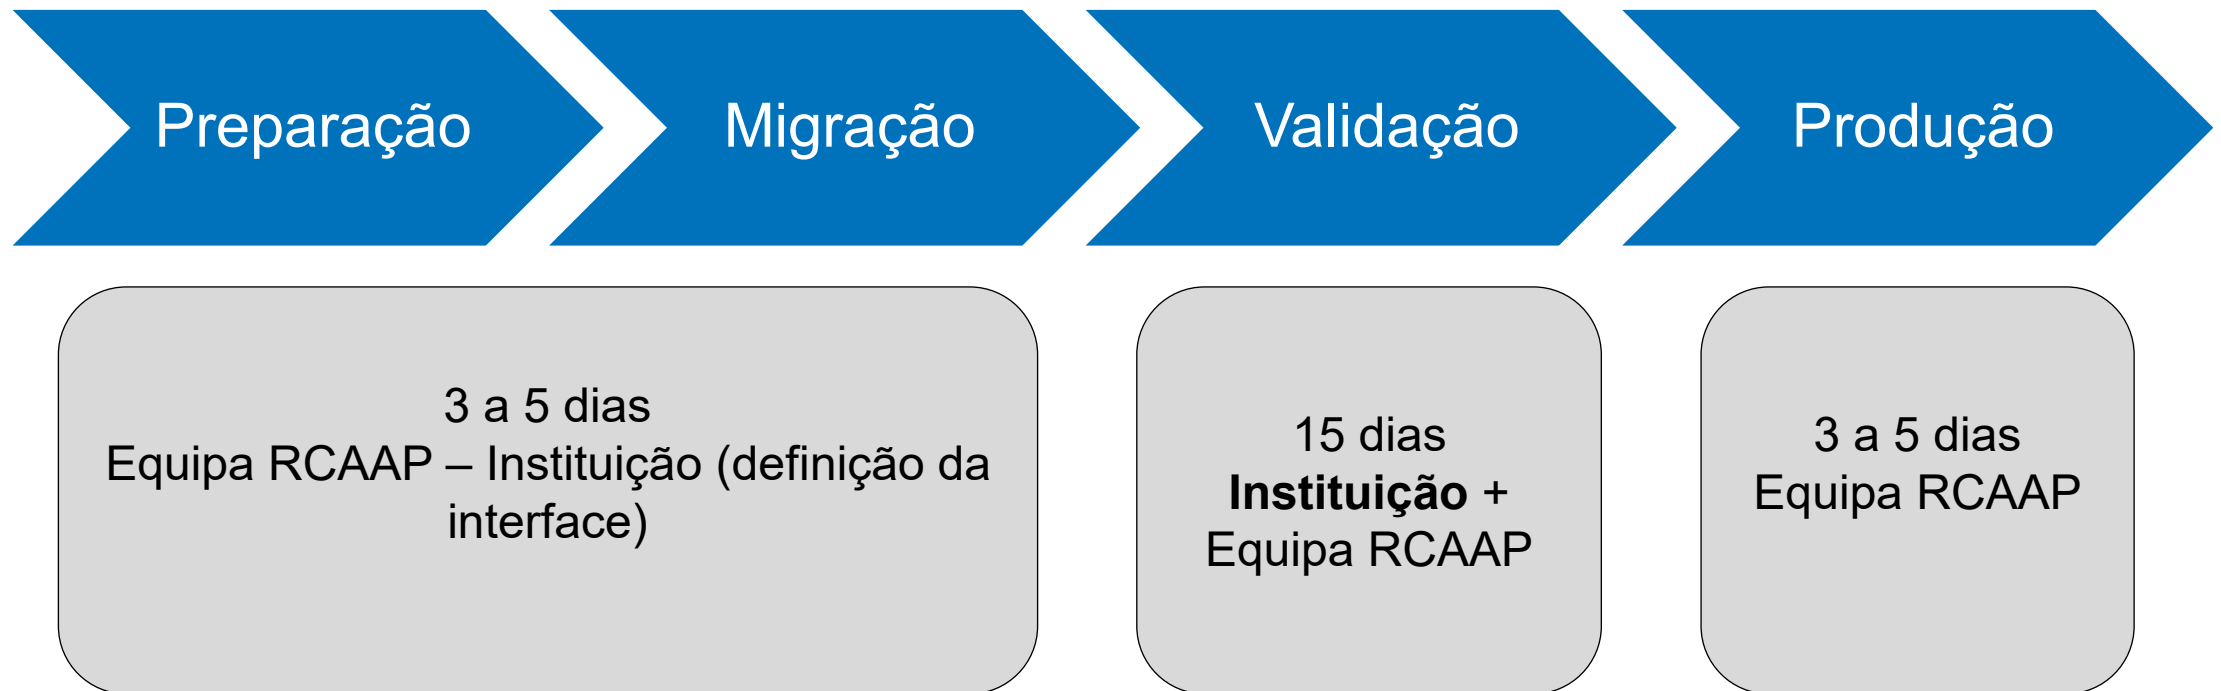 Preparação
Migração
Validação
Produção
3 a 5 dias
Equipa RCAAP – Instituição (definição da
interface)
15 dias
Instituição +
Equipa RCAAP
3 a 5 dias
Equipa RCAAP